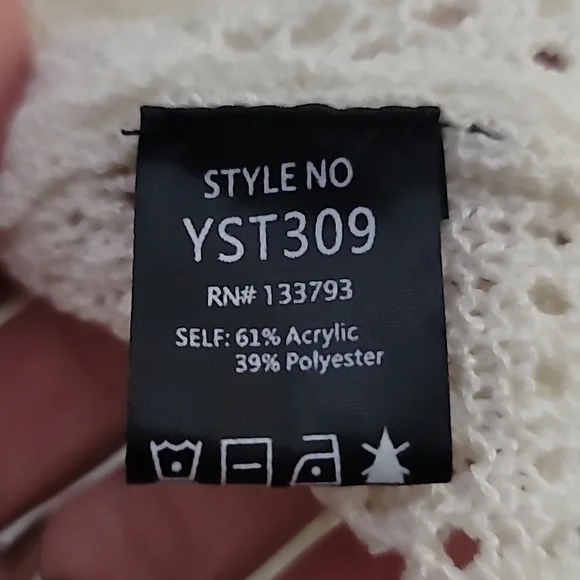 STYLE NO
YST309
RN# 133793
SELF: 61% Acrylic
39% Polyester